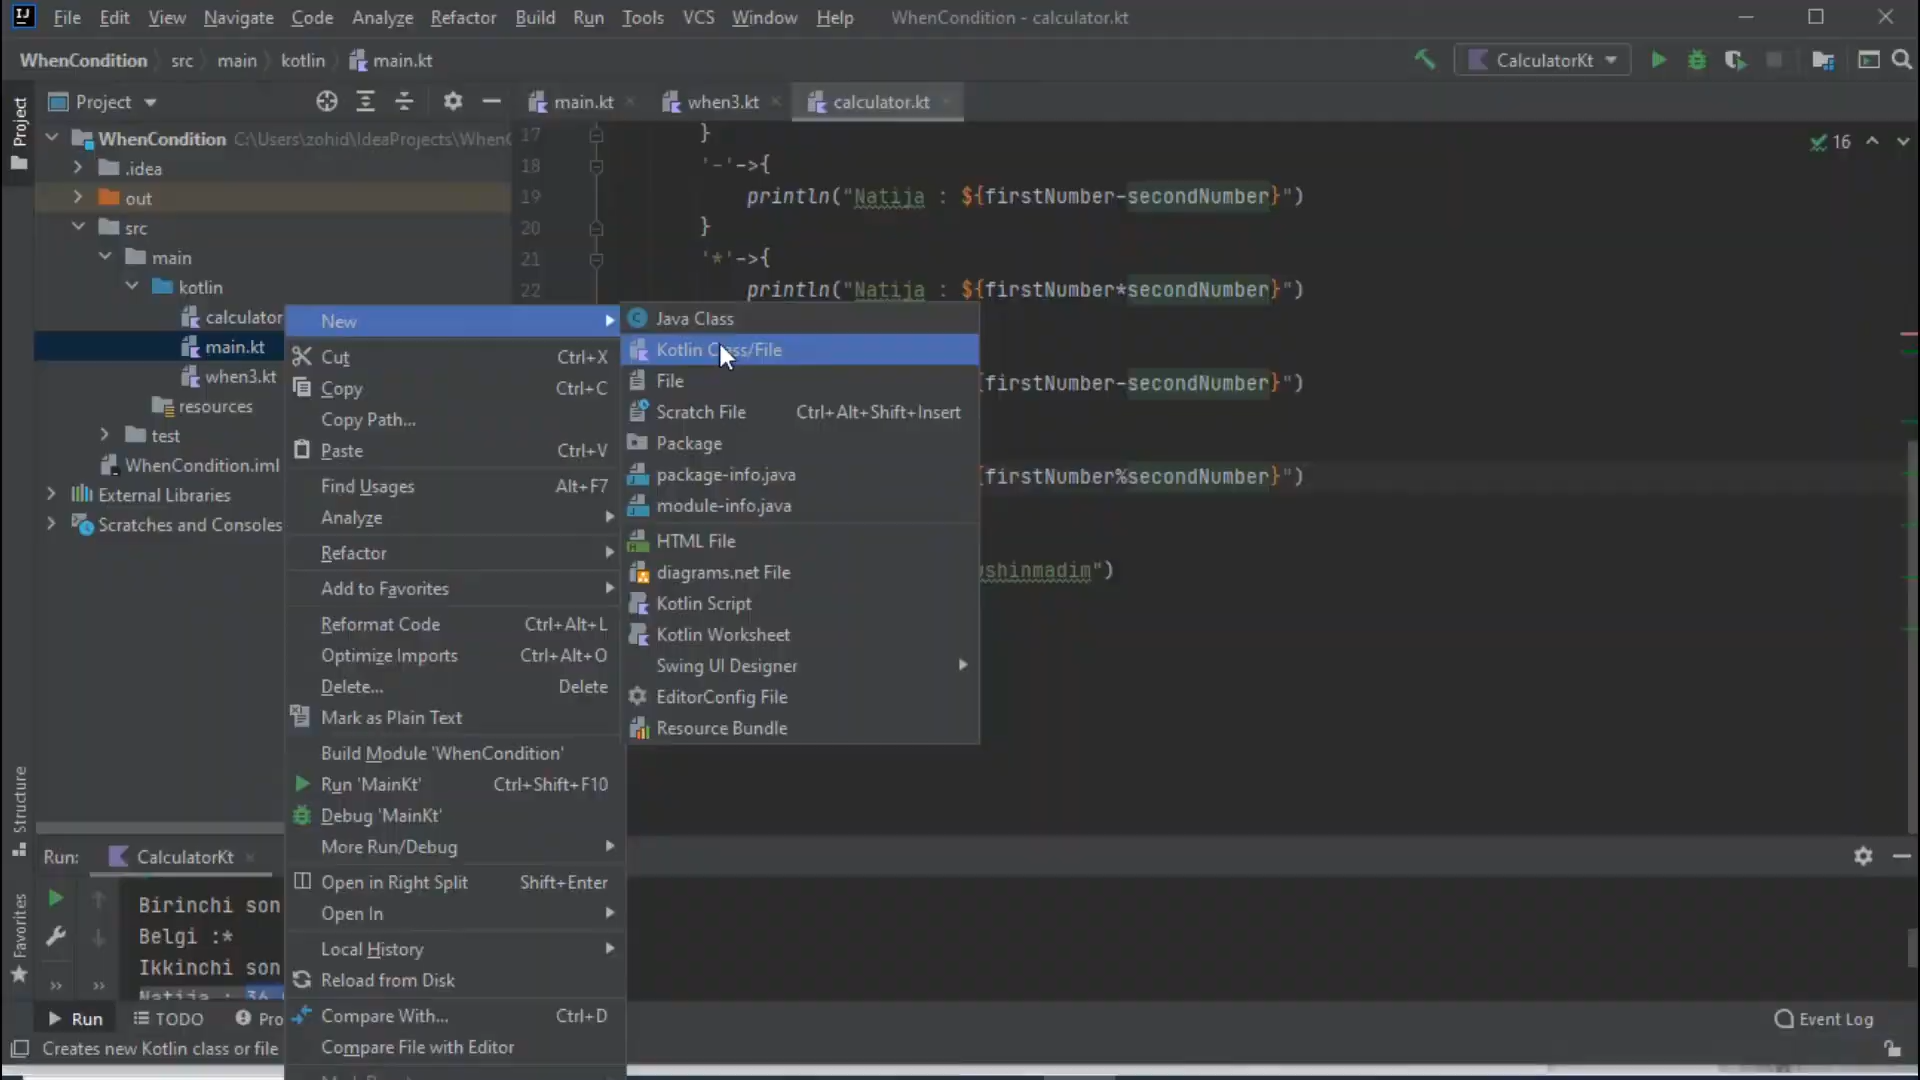 File Edit View Navigate Code Analyze Refactor Build Run Tools VCS Window Help WhenCondition - calculator.kt
WhenCondition src main kotlin main.kt CalculatorKt
Project main.kt when3.kt calculator.kt
Project
WhenCondition C:\Users\zohid\IdeaProjects\When
.idea
out
src
main
kotlin
calculator
main.kt
when3.kt
resources
test
WhenCondition.iml
External Libraries
Scratches and Consoles
17 }
18 '-'->{
19 println("Natija : ${firstNumber-secondNumber}")
20 }
21 '*'->{
22 println("Natija : ${firstNumber*secondNumber}")
{firstNumber-secondNumber}")
{firstNumber%secondNumber}")
ushinmadim")
16
New
Cut Ctrl+X
Copy Ctrl+C
Copy Path...
Paste Ctrl+V
Find Usages Alt+F7
Analyze
Refactor
Add to Favorites
Reformat Code Ctrl+Alt+L
Optimize Imports Ctrl+Alt+O
Delete... Delete
Mark as Plain Text
Build Module 'WhenCondition'
Run 'MainKt' Ctrl+Shift+F10
Debug 'MainKt'
More Run/Debug
Open in Right Split Shift+Enter
Open In
Local History
Reload from Disk
Compare With... Ctrl+D
Compare File with Editor
Java Class
Kotlin Class/File
File
Scratch File Ctrl+Alt+Shift+Insert
Package
package-info.java
module-info.java
HTML File
diagrams.net File
Kotlin Script
Kotlin Worksheet
Swing UI Designer
EditorConfig File
Resource Bundle
Structure
Favorites
Run: CalculatorKt
Birinchi son
Belgi :*
Ikkinchi son
Natija : 36
Run TODO Pro Event Log
Creates new Kotlin class or file